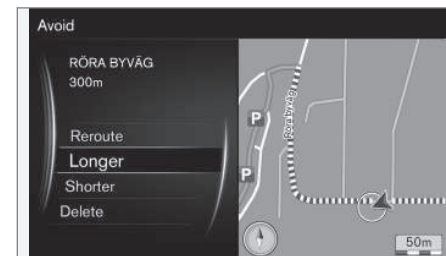 Avoid
RÖRA BYVÄG
300m
Reroute
Longer
Shorter
Delete
Röra byväg
P
P
50m